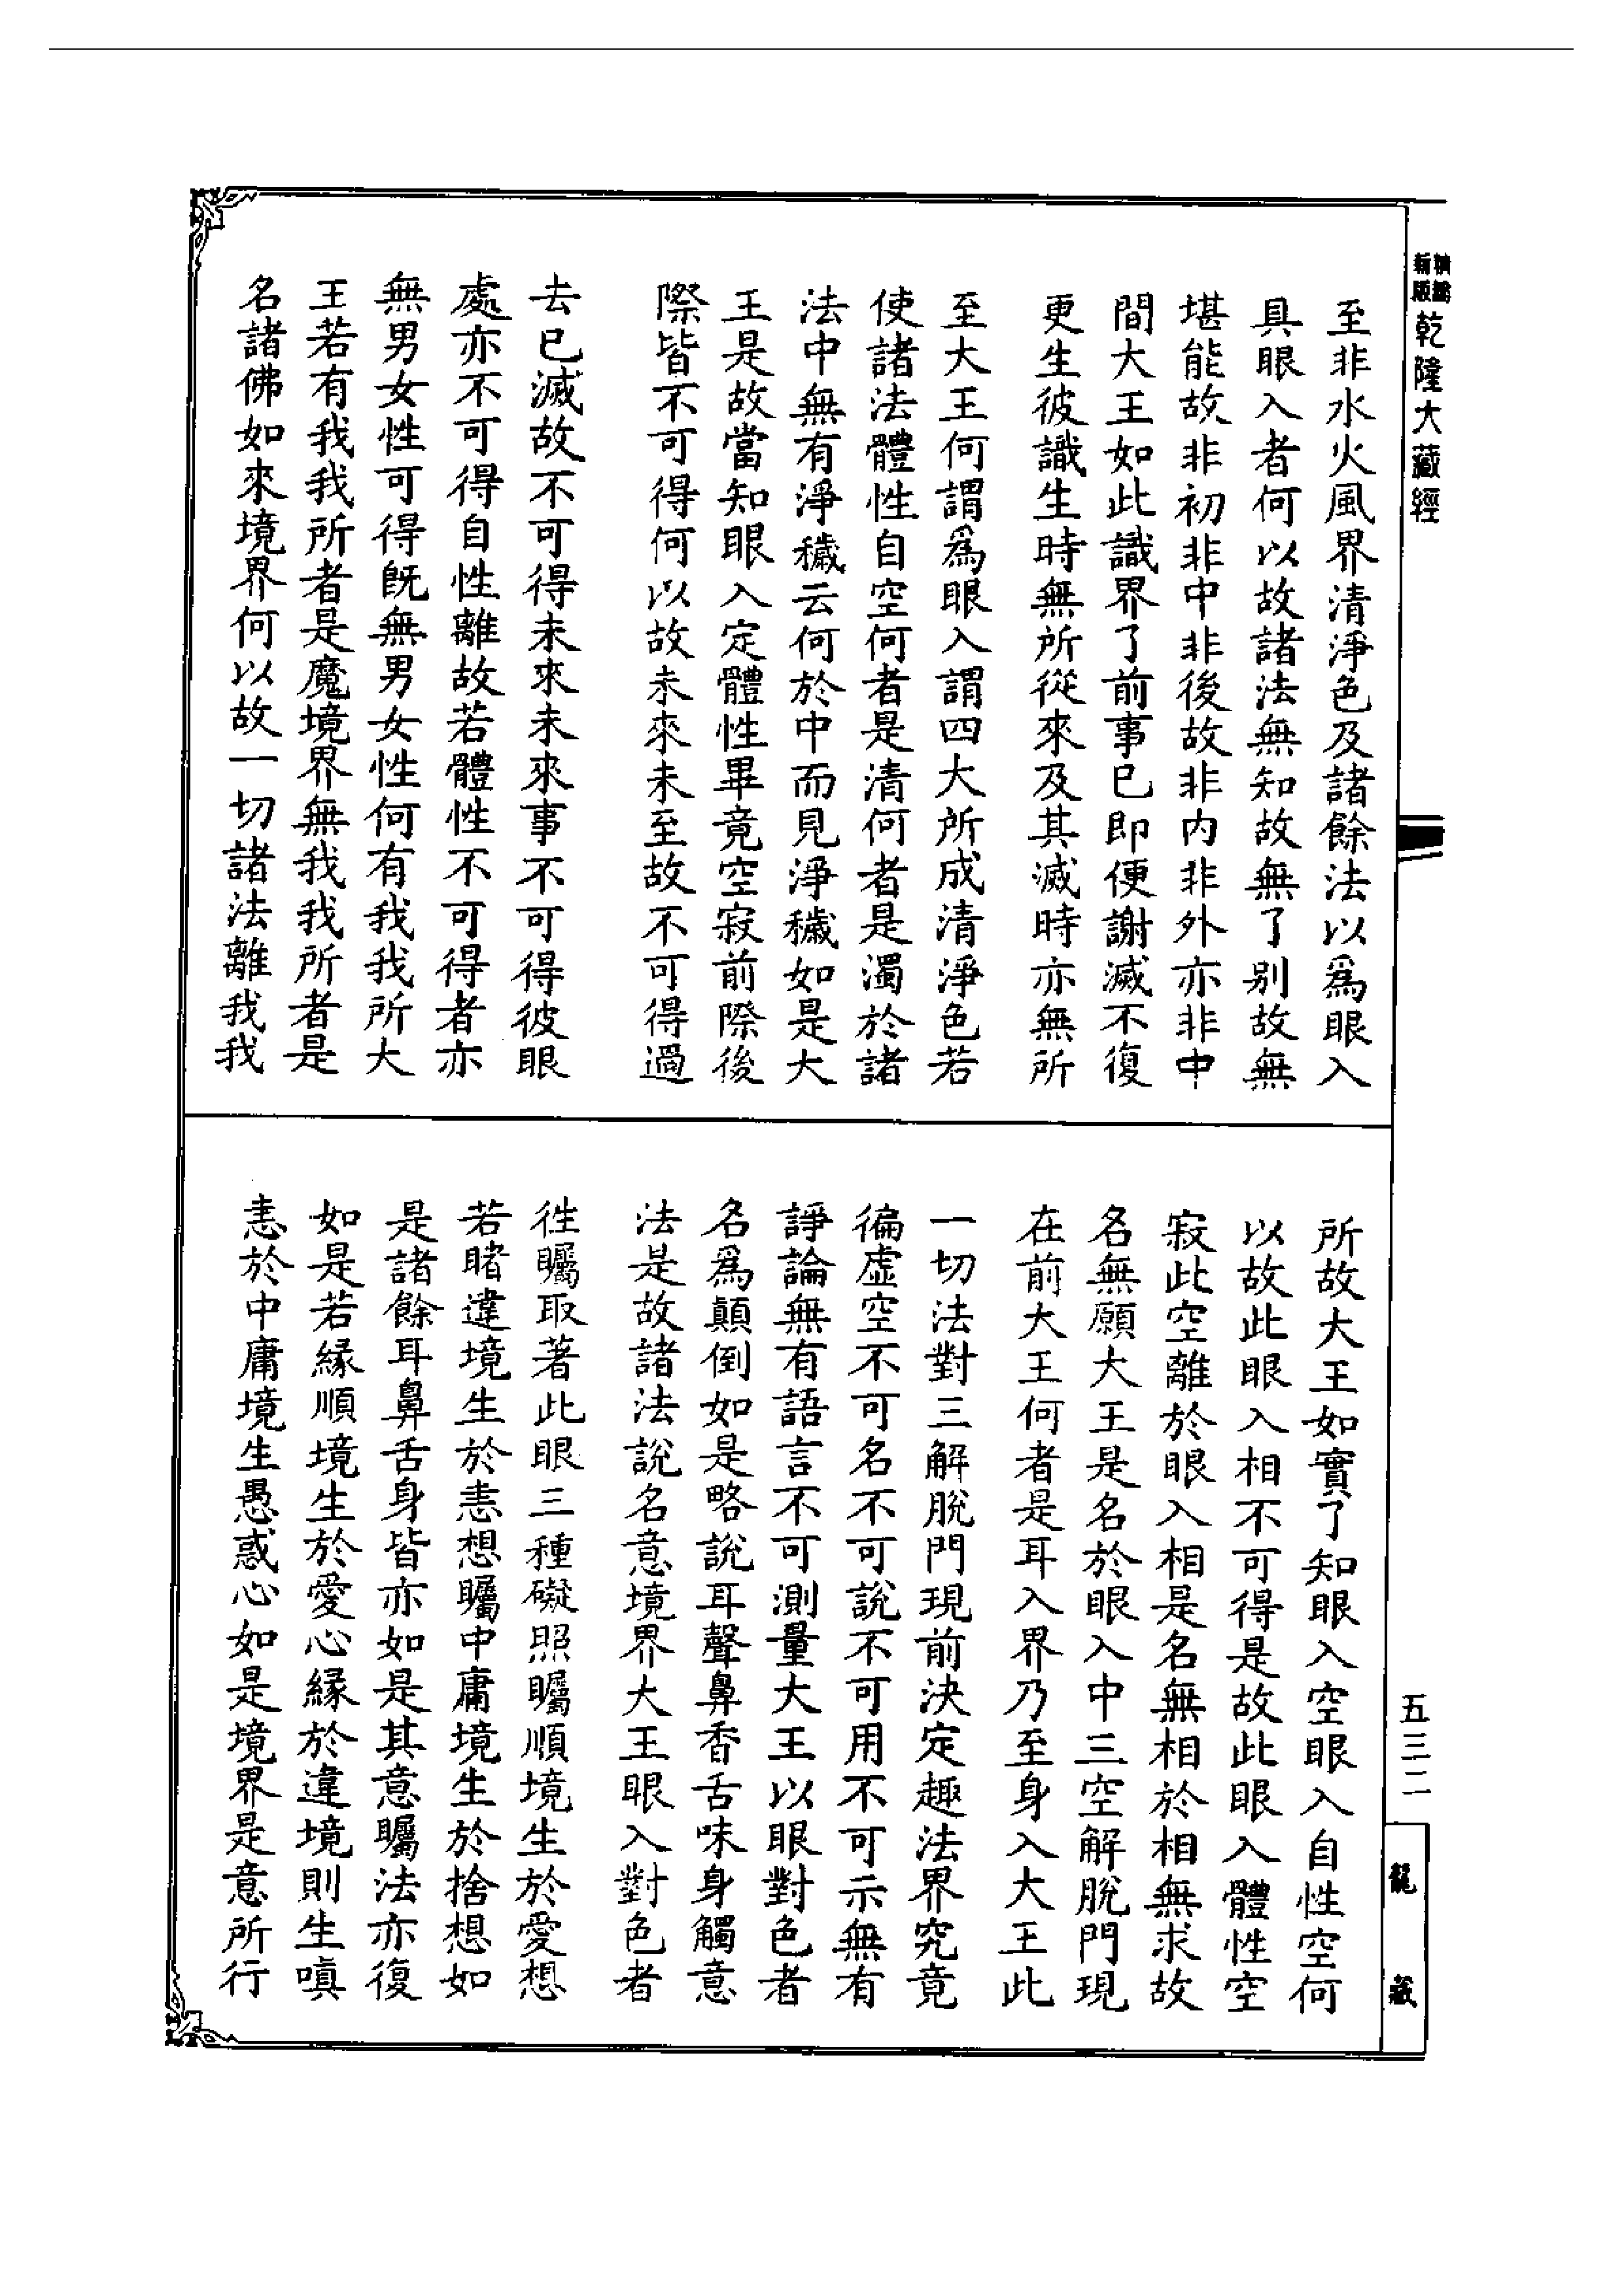 新版精縮乾隆大藏經
至非水火風界清淨色及諸餘法以爲眼入
具眼入者何以故諸法無知故無了别故無
堪能故非初非中非後故非内非外亦非中
間大王如此識界了前事已即便謝滅不復
更生彼識生時無所從來及其滅時亦無所
至大王何謂爲眼入謂四大所成清淨色若
使諸法體性自空何者是清何者是濁於諸
法中無有淨穢云何於中而見淨穢如是大
王是故當知眼入定體性畢竟空寂前際後
際皆不可得何以故未來未至故不可得過
去已滅故不可得未來未來事不可得彼眼
處亦不可得自性離故若體性不可得者亦
無男女性可得旣無男女性何有我我所大
王若有我我所者是魔境界無我我所者是
名諸佛如來境界何以故一切諸法離我我
所故大王如實了知眼入空眼入自性空何
以故此眼入相不可得是故此眼入體性空
寂此空離於眼入相是名無相於相無求故
名無願大王是名於眼入中三空解脫門現
在前大王何者是耳入界乃至身入大王此
一切法對三解脫門現前決定趣法界究竟
徧虛空不可名不可說不可用不可示無有
諍論無有語言不可測量大王以眼對色者
名爲顛倒如是略說耳聲鼻香舌味身觸意
法是故諸法說名意境界大王眼入對色者
徃矚取著此眼三種礙照矚順境生於愛想
若睹違境生於恚想矚中庸境生於捨想如
是諸餘耳鼻舌身皆亦如是其意矚法亦復
如是若緣順境生於愛心緣於違境則生嗔
恚於中庸境生愚惑心如是境界是意所行
五三二
龍藏